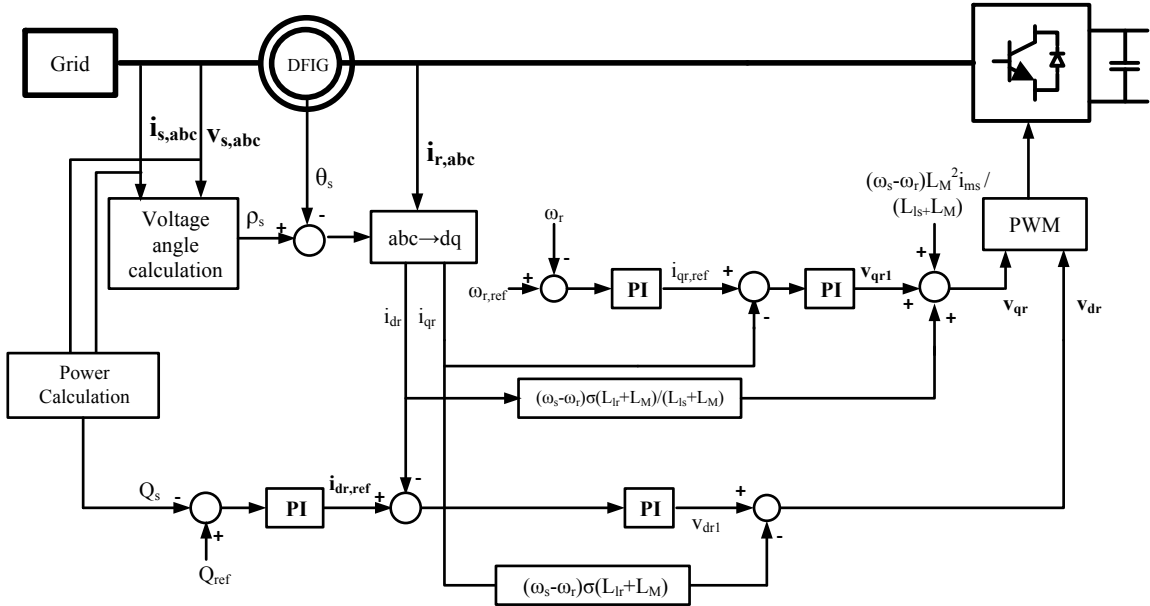 Grid
DFIG
i_s,abc
v_s,abc
i_r,abc
θ_s
(ω_s-ω_r)L_M^2 i_ms /
(L_ls+L_M)
Voltage
angle
calculation
ρ_s
+
-
abc→dq
ω_r
PWM
-
+
ω_r,ref
PI
i_qr,ref
+
-
PI
v_qr1
+
+
+
v_qr
v_dr
i_dr
i_qr
Power
Calculation
(ω_s-ω_r)σ(L_lr+L_M)/(L_ls+L_M)
Q_s
-
+
Q_ref
PI
i_dr,ref
+
-
PI
v_dr1
+
-
(ω_s-ω_r)σ(L_lr+L_M)